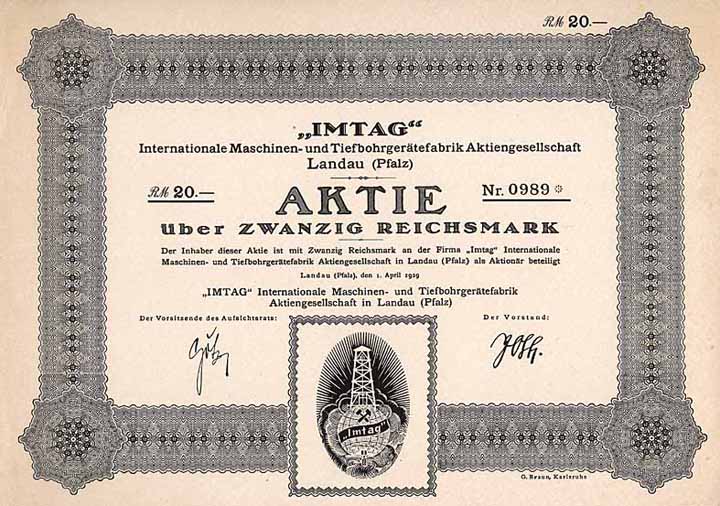 RM 20.—
„IMTAG“
Internationale Maschinen- und Tiefbohrgerätefabrik Aktiengesellschaft
Landau (Pfalz)
RM 20.— AKTIE Nr. 0989 *
über ZWANZIG REICHSMARK
Der Inhaber dieser Aktie ist mit Zwanzig Reichsmark an der Firma „Imtag“ Internationale
Maschinen- und Tiefbohrgerätefabrik Aktiengesellschaft in Landau (Pfalz) als Aktionär beteiligt
Landau (Pfalz), den 1. April 1929
„IMTAG“ Internationale Maschinen- und Tiefbohrgerätefabrik
Aktiengesellschaft in Landau (Pfalz)
Der Vorsitzende des Aufsichtsrats: Der Vorstand:
„Imtag“
G. Braun, Karlsruhe